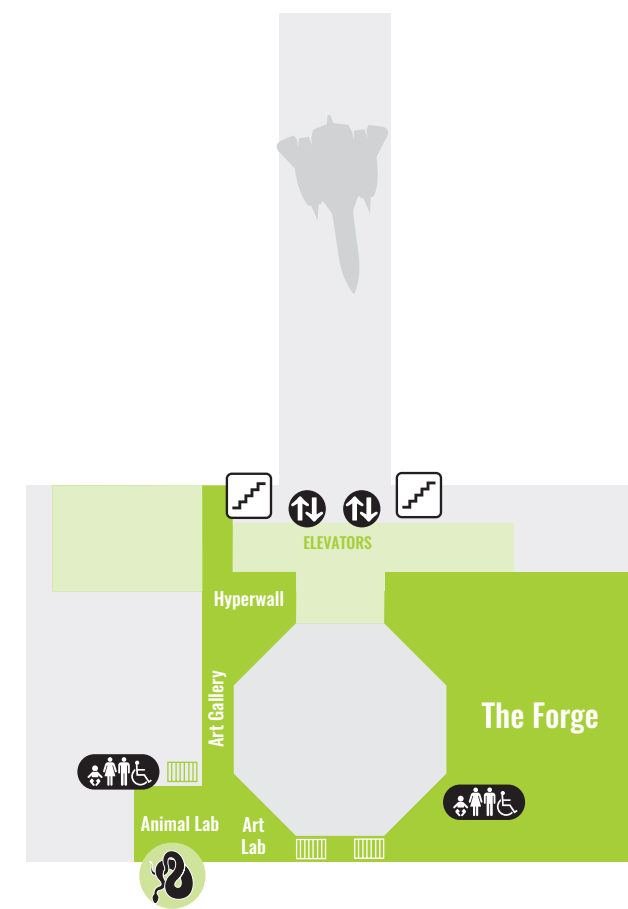 ELEVATORS
Hyperwall
Art Gallery
The Forge
Animal Lab
Art
Lab